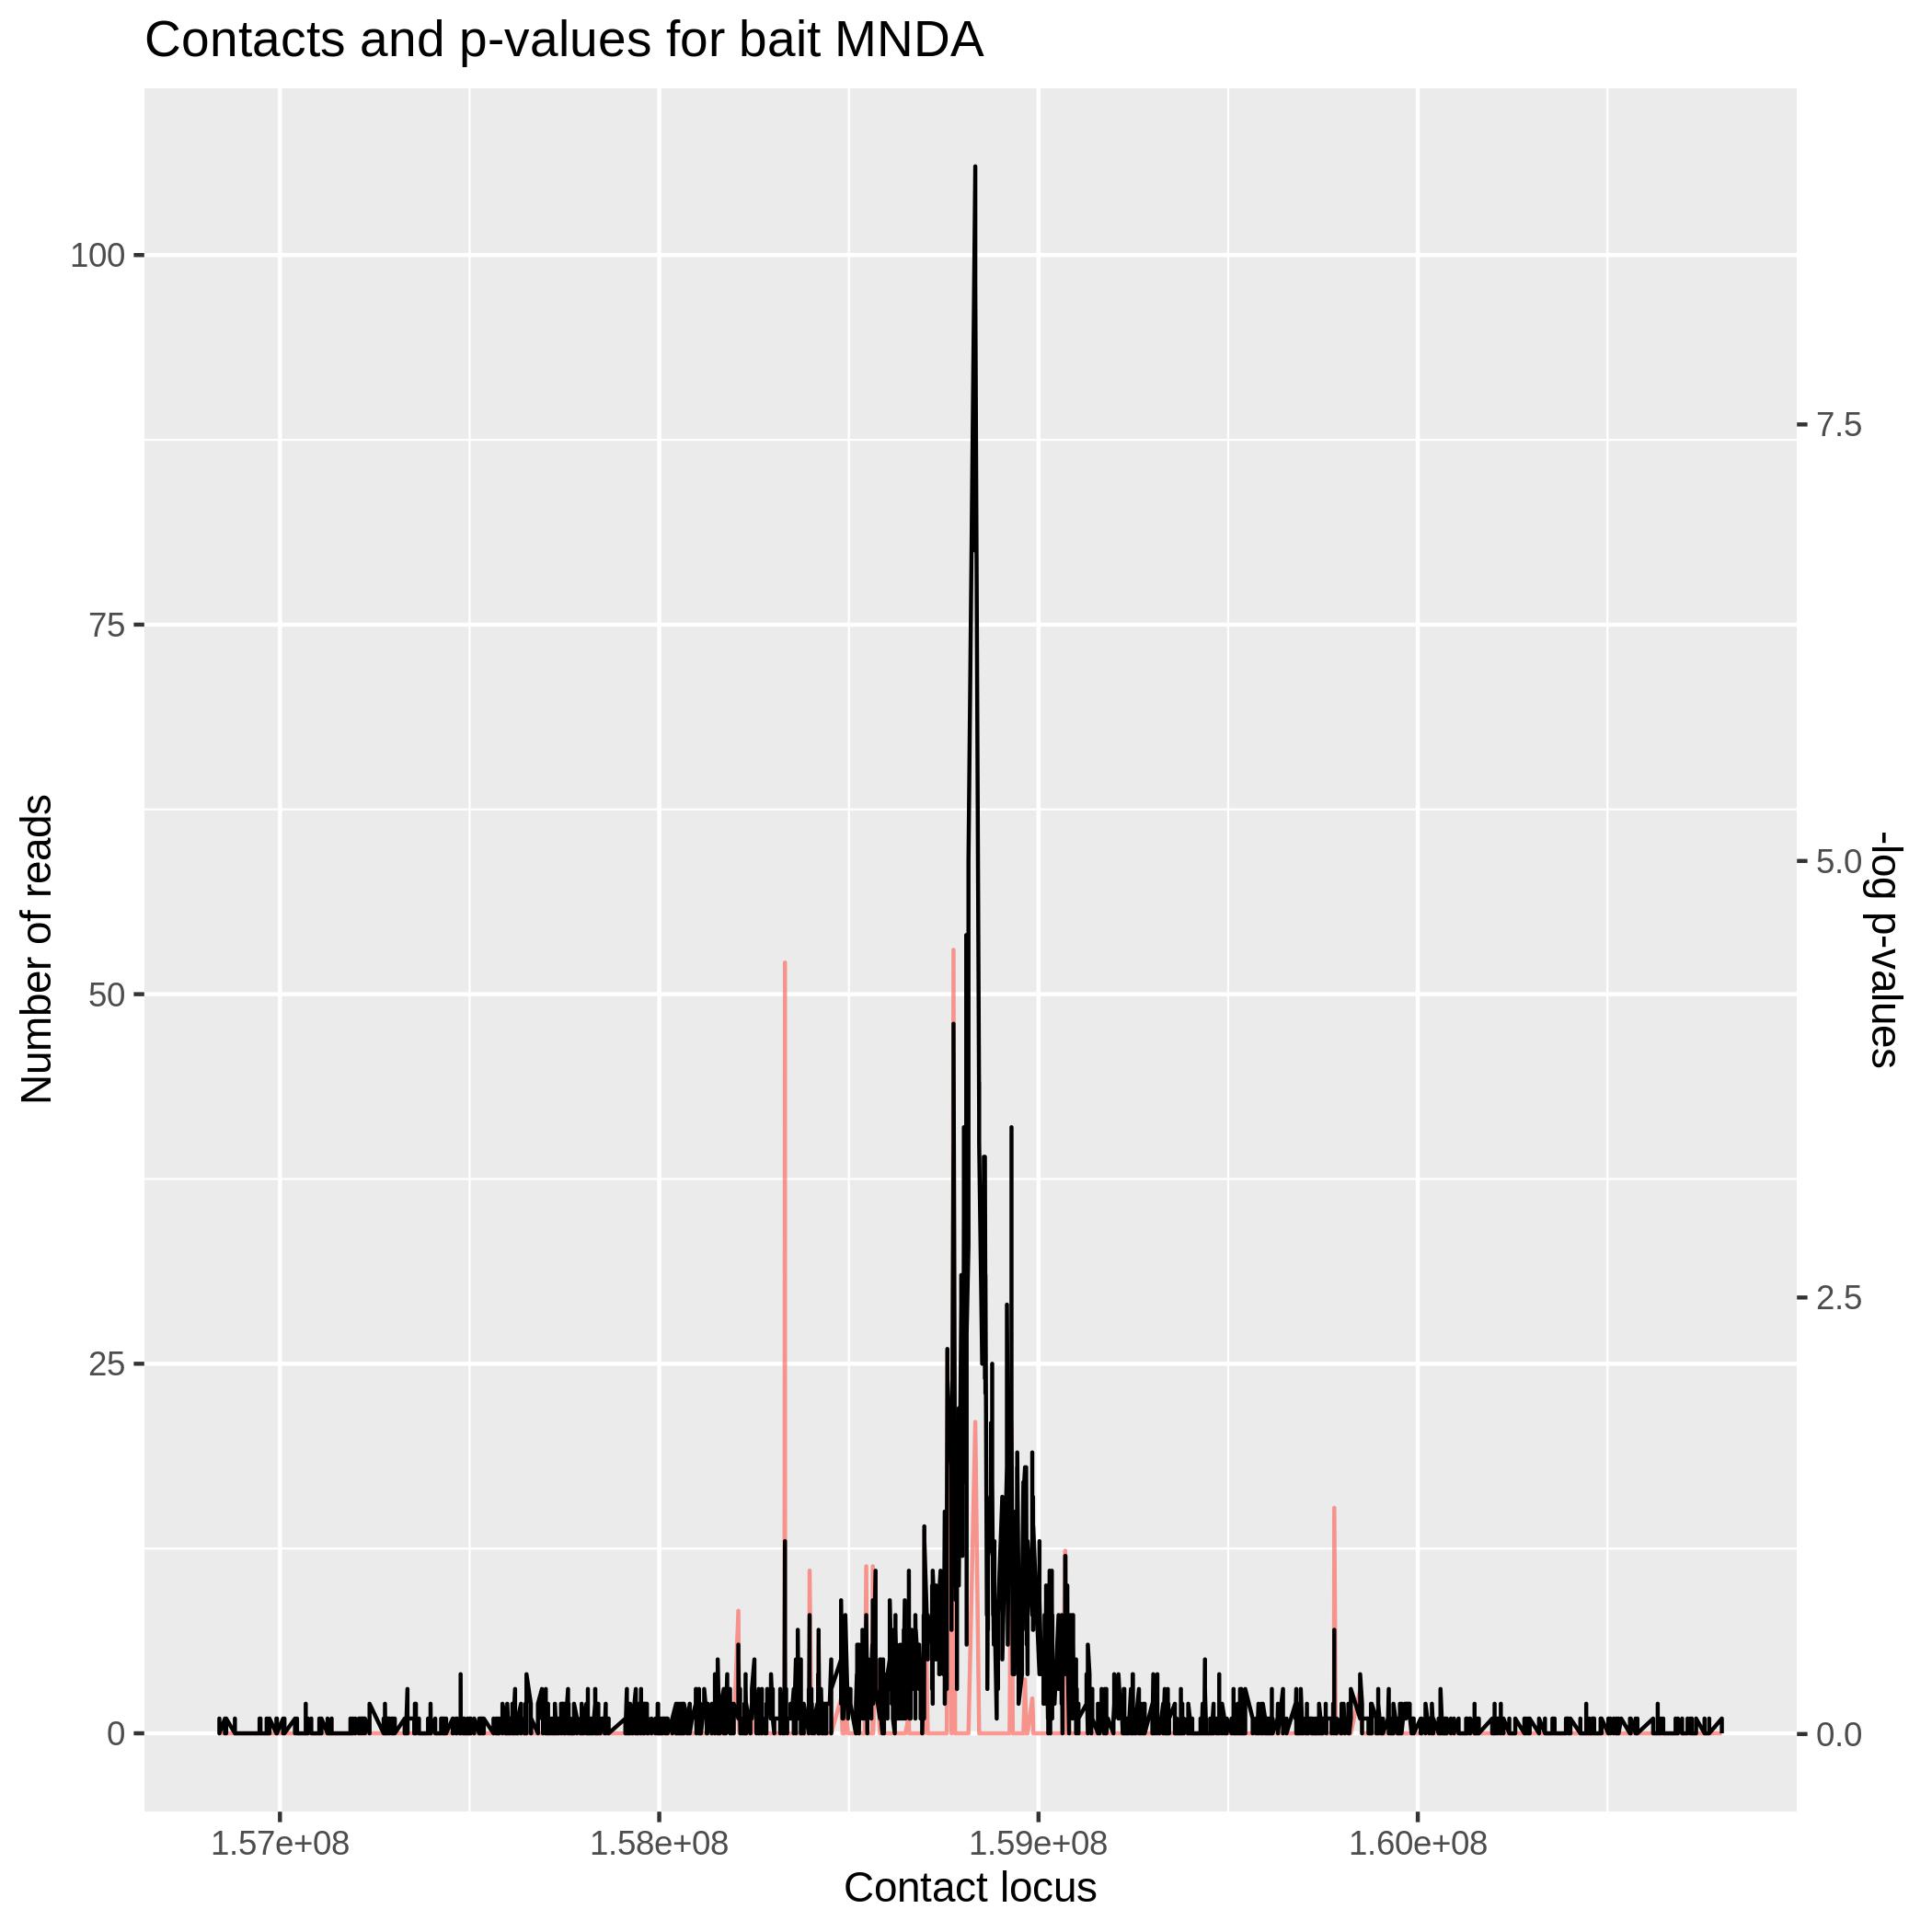 Contacts and p-values for bait MNDA
100
75
50
25
0
Number of reads
7.5
5.0
2.5
0.0
-log p-values
1.57e+08
1.58e+08
1.59e+08
1.60e+08
Contact locus